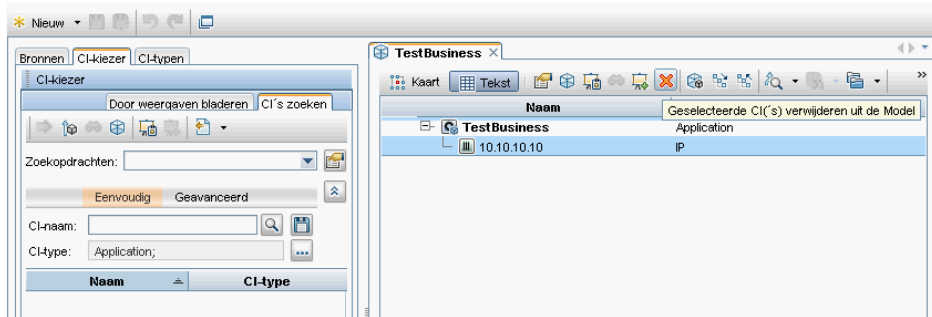 Nieuw
Bronnen CI-kiezer CI-typen
CI-kiezer
Door weergaven bladeren CI´s zoeken
Zoekopdrachten:
Eenvoudig Geavanceerd
CI-naam:
CI-type: Application;
Naam CI-type
TestBusiness
Kaart Tekst
Naam
Geselecteerde CI(´s) verwijderen uit de Model
TestBusiness Application
10.10.10.10 IP